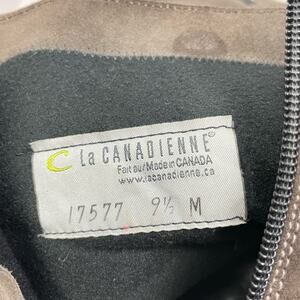 La CANADIENNE®
Fait au/Made in CANADA
www.lacanadienne.ca
17577 9½ M